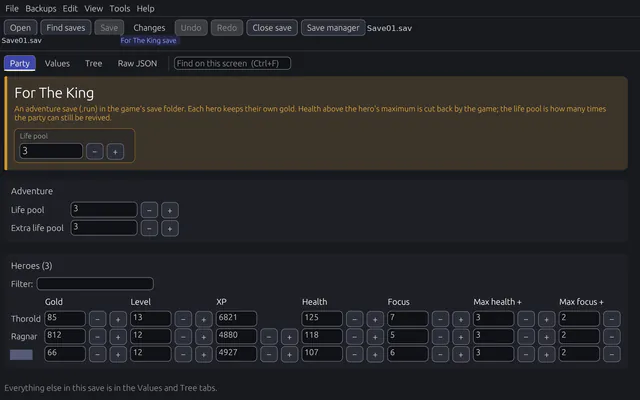 File Backups Edit View Tools Help
Open Find saves Save Changes Undo Redo Close save Save manager Save01.sav
Save01.sav For The King save
Party Values Tree Raw JSON Find on this screen (Ctrl+F)
For The King
An adventure save (.run) in the game's save folder. Each hero keeps their own gold. Health above the hero's maximum is cut back by the game; the life pool is how many times
the party can still be revived.
Life pool
3 − +
Adventure
Life pool 3 − +
Extra life pool 3 − +
Heroes (3)
Filter:
Gold Level XP Health Focus Max health + Max focus +
Thorold 85 − + 13 − + 6821 125 − + 7 − + 3 − + 2 −
Ragnar 812 − + 12 − + 4880 − + 118 − + 5 − + 3 − + 2 −
66 − + 12 − + 4927 − + 107 − + 6 − + 3 − + 2 −
Everything else in this save is in the Values and Tree tabs.